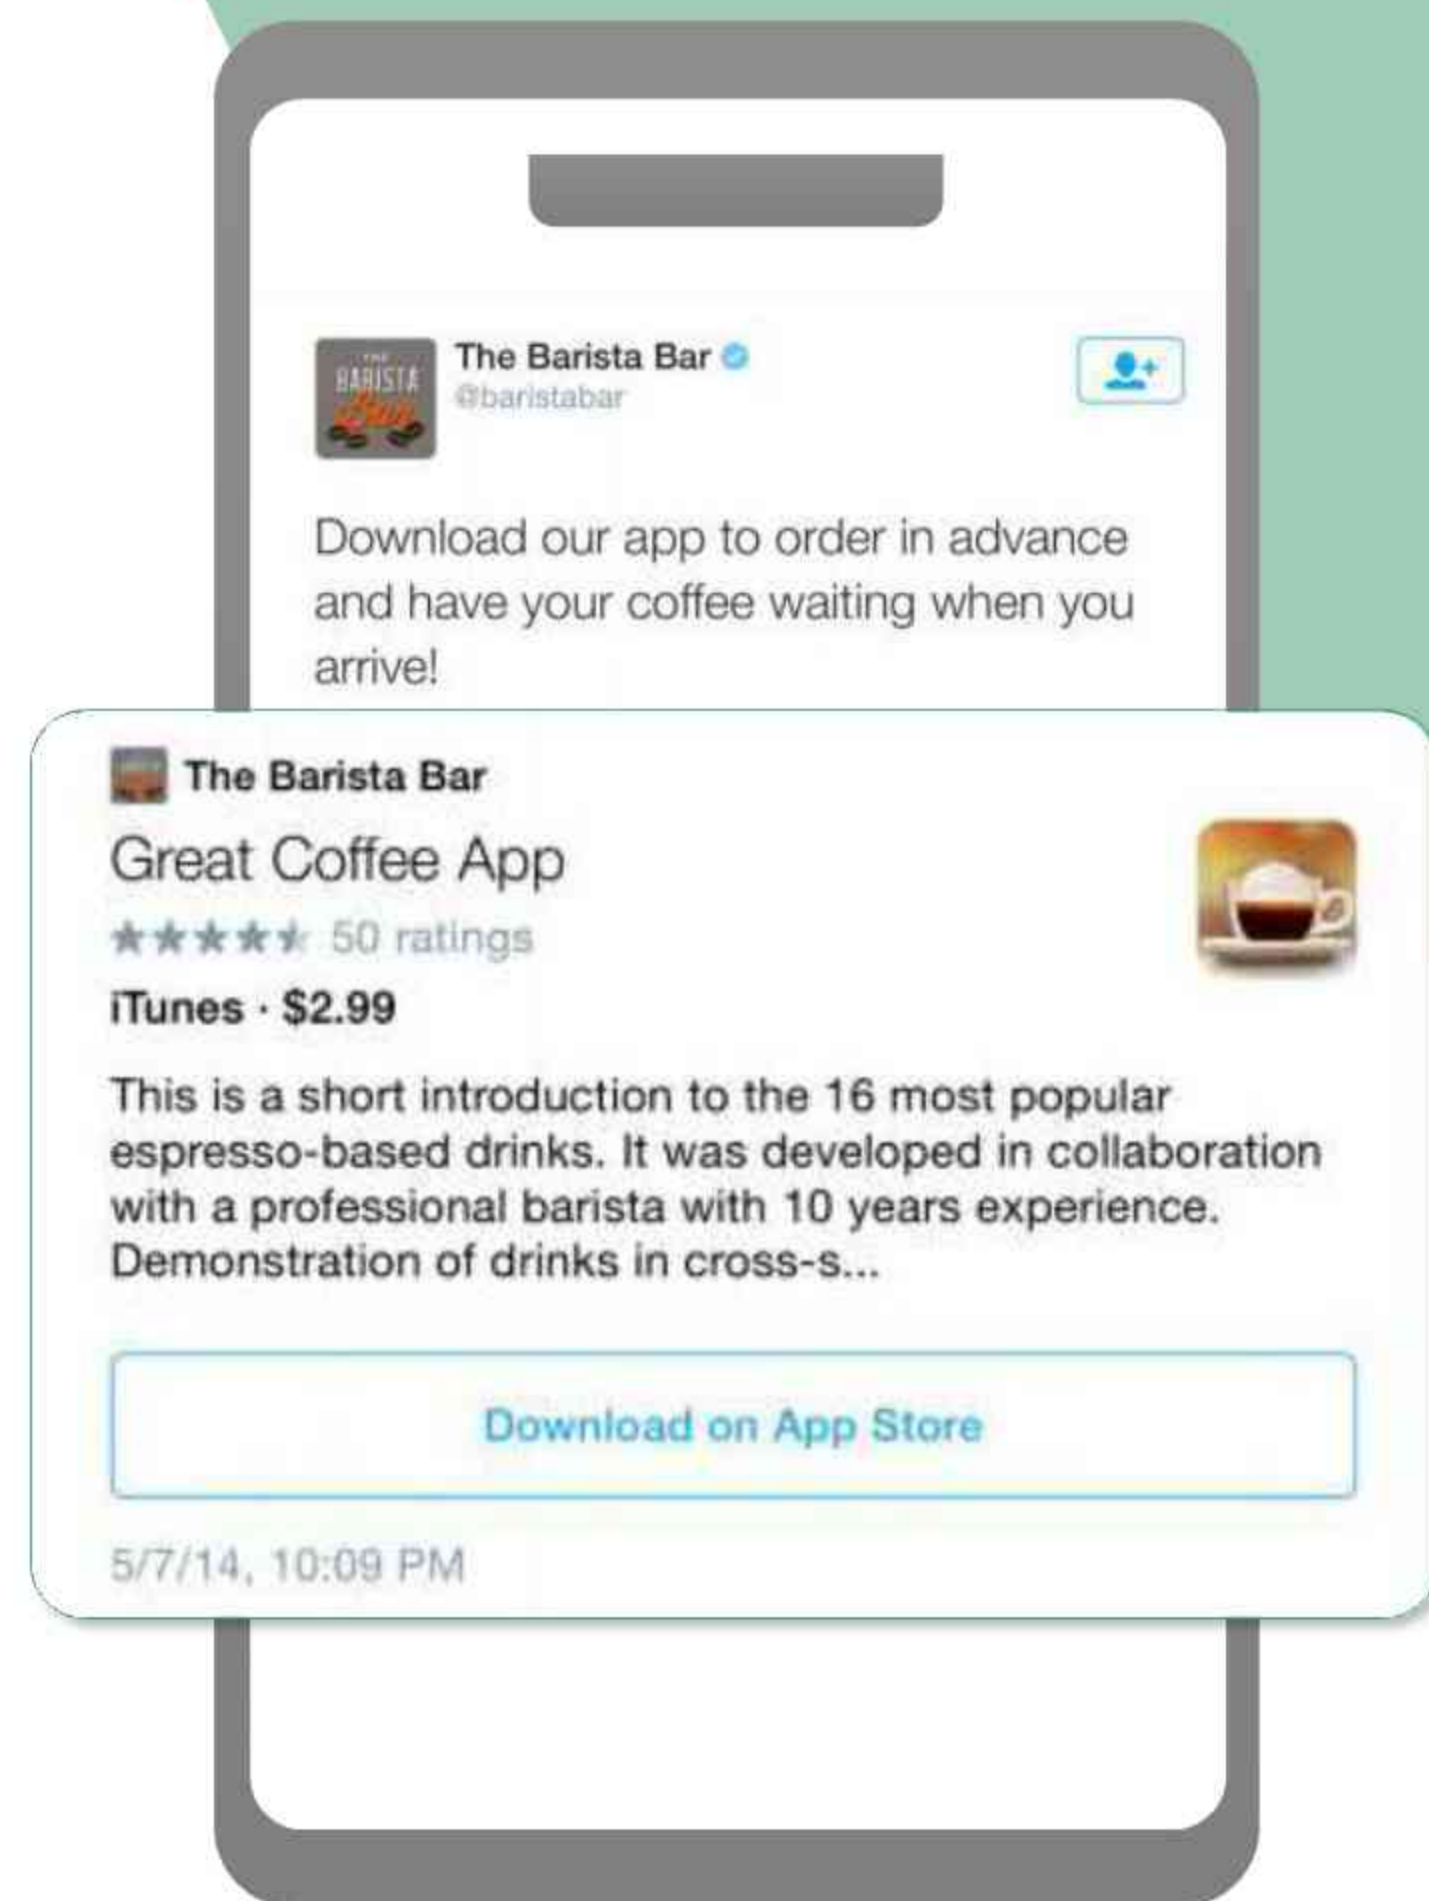 THE
BARISTA
Bar
The Barista Bar
@baristabar
Download our app to order in advance
and have your coffee waiting when you
arrive!
The Barista Bar
Great Coffee App
50 ratings
iTunes · $2.99
This is a short introduction to the 16 most popular
espresso-based drinks. It was developed in collaboration
with a professional barista with 10 years experience.
Demonstration of drinks in cross-s...
Download on App Store
5/7/14, 10:09 PM